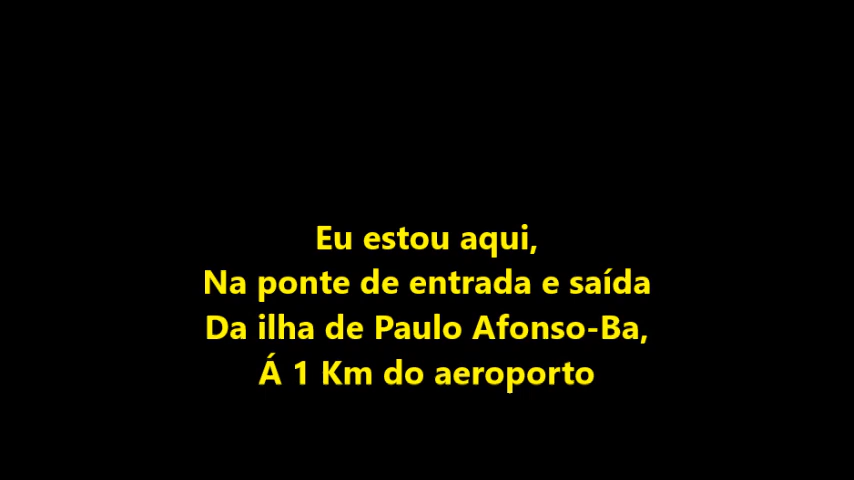 Eu estou aqui,
Na ponte de entrada e saída
Da ilha de Paulo Afonso-Ba,
Á 1 Km do aeroporto